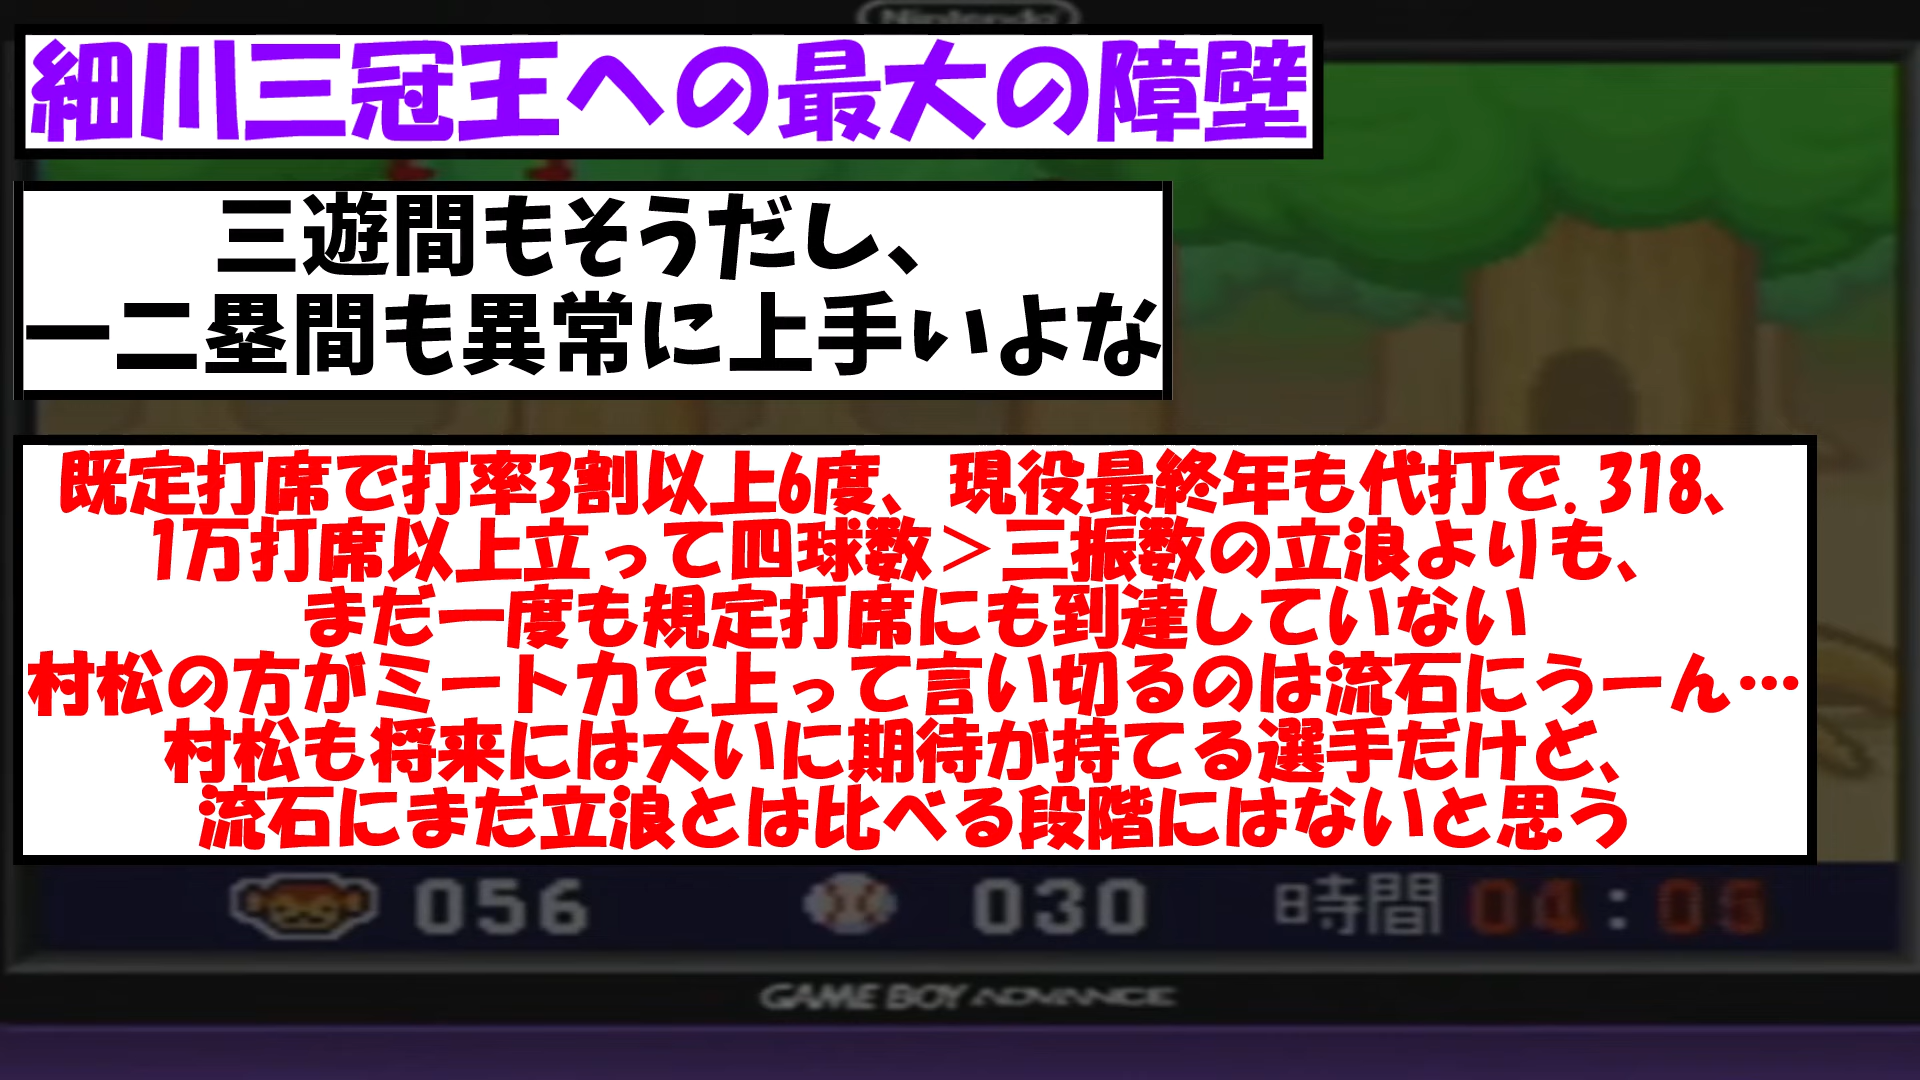 Nintendo
細川三冠王への最大の障壁
三遊間もそうだし、
一二塁間も異常に上手いよな
既定打席で打率3割以上6度、現役最終年も代打で.318、
1万打席以上立って四球数＞三振数の立浪よりも、
まだ一度も規定打席にも到達していない
村松の方がミート力で上って言い切るのは流石にうーん…
村松も将来には大いに期待が持てる選手だけど、
流石にまだ立浪とは比べる段階にはないと思う
056 030 時間 04:05
GAME BOY ADVANCE